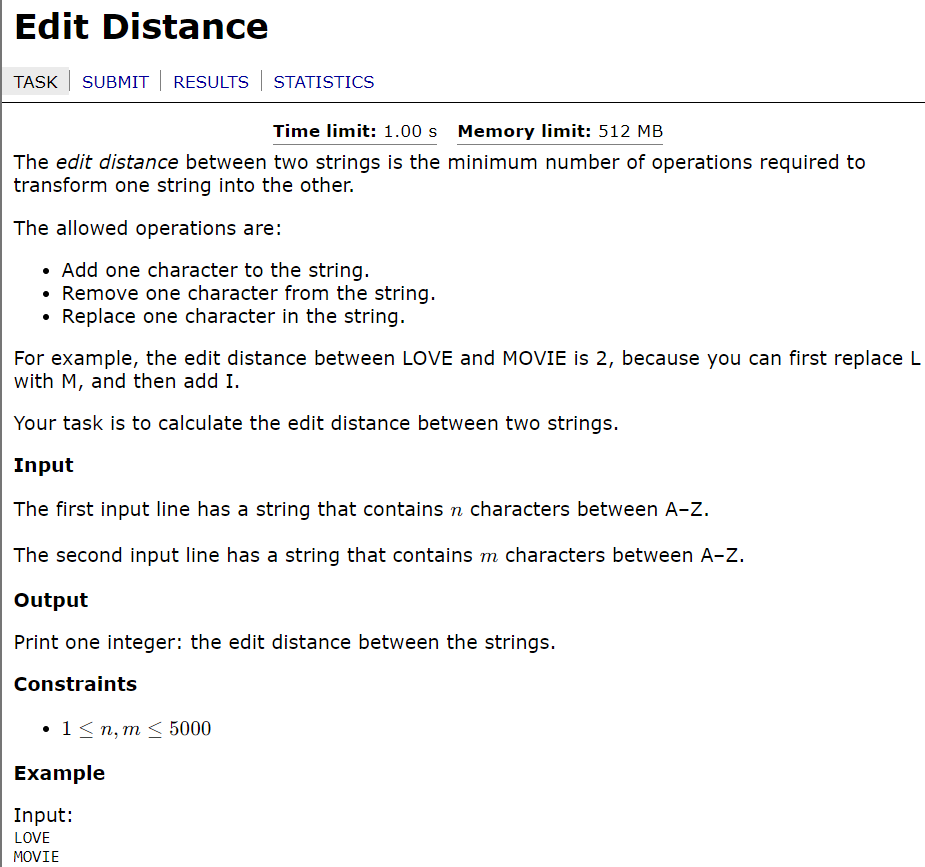 Edit Distance
TASK SUBMIT RESULTS STATISTICS
Time limit: 1.00 s Memory limit: 512 MB
The edit distance between two strings is the minimum number of operations required to
transform one string into the other.
The allowed operations are:
• Add one character to the string.
• Remove one character from the string.
• Replace one character in the string.
For example, the edit distance between LOVE and MOVIE is 2, because you can first replace L
with M, and then add I.
Your task is to calculate the edit distance between two strings.
Input
The first input line has a string that contains n characters between A–Z.
The second input line has a string that contains m characters between A–Z.
Output
Print one integer: the edit distance between the strings.
Constraints
• 1 ≤ n, m ≤ 5000
Example
Input:
LOVE
MOVIE